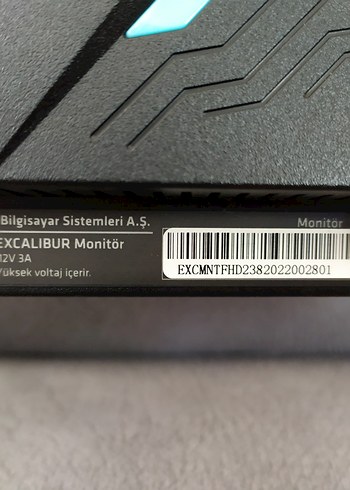 Bilgisayar Sistemleri A.Ş.
Monitör
EXCALIBUR Monitör
12V 3A
Yüksek voltaj içerir.
EXCMNTFHD2382022002801